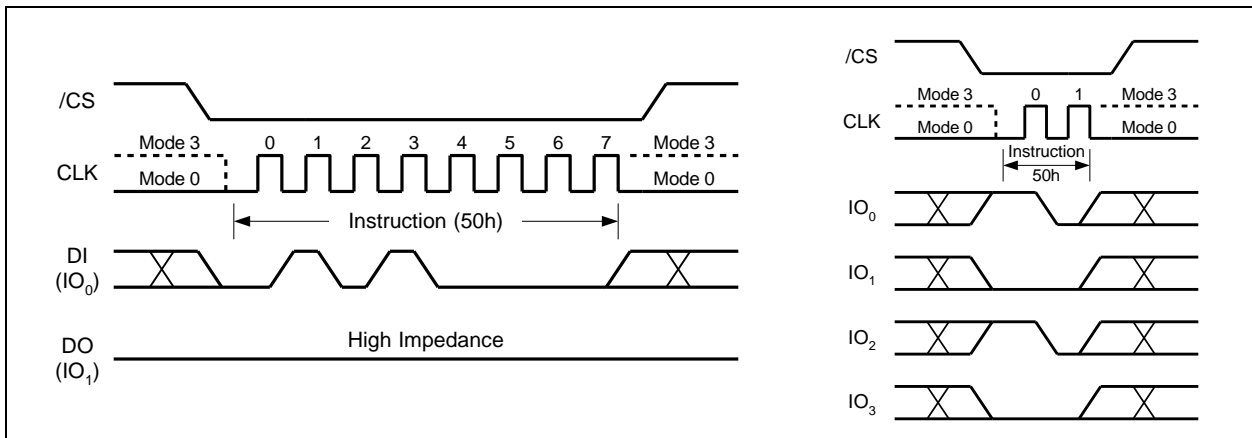 /CS
Mode 3 0 1 2 3 4 5 6 7 Mode 3
CLK Mode 0 Mode 0
Instruction (50h)
DI
(IO0)
High Impedance
DO
(IO1)
/CS
Mode 3 0 1 Mode 3
CLK Mode 0 Mode 0
Instruction
50h
IO0
IO1
IO2
IO3